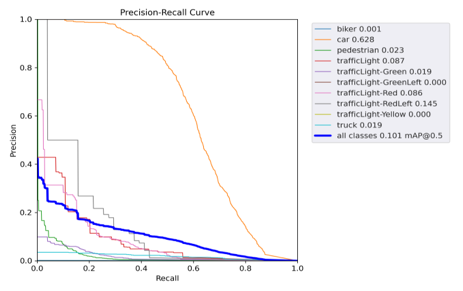 Precision-Recall Curve
1.0
0.8
0.6
0.4
0.2
0.0
Precision
0.0 0.2 0.4 0.6 0.8 1.0
Recall
biker 0.001
car 0.628
pedestrian 0.023
trafficLight 0.087
trafficLight-Green 0.019
trafficLight-GreenLeft 0.000
trafficLight-Red 0.086
trafficLight-RedLeft 0.145
trafficLight-Yellow 0.000
truck 0.019
all classes 0.101 mAP@0.5